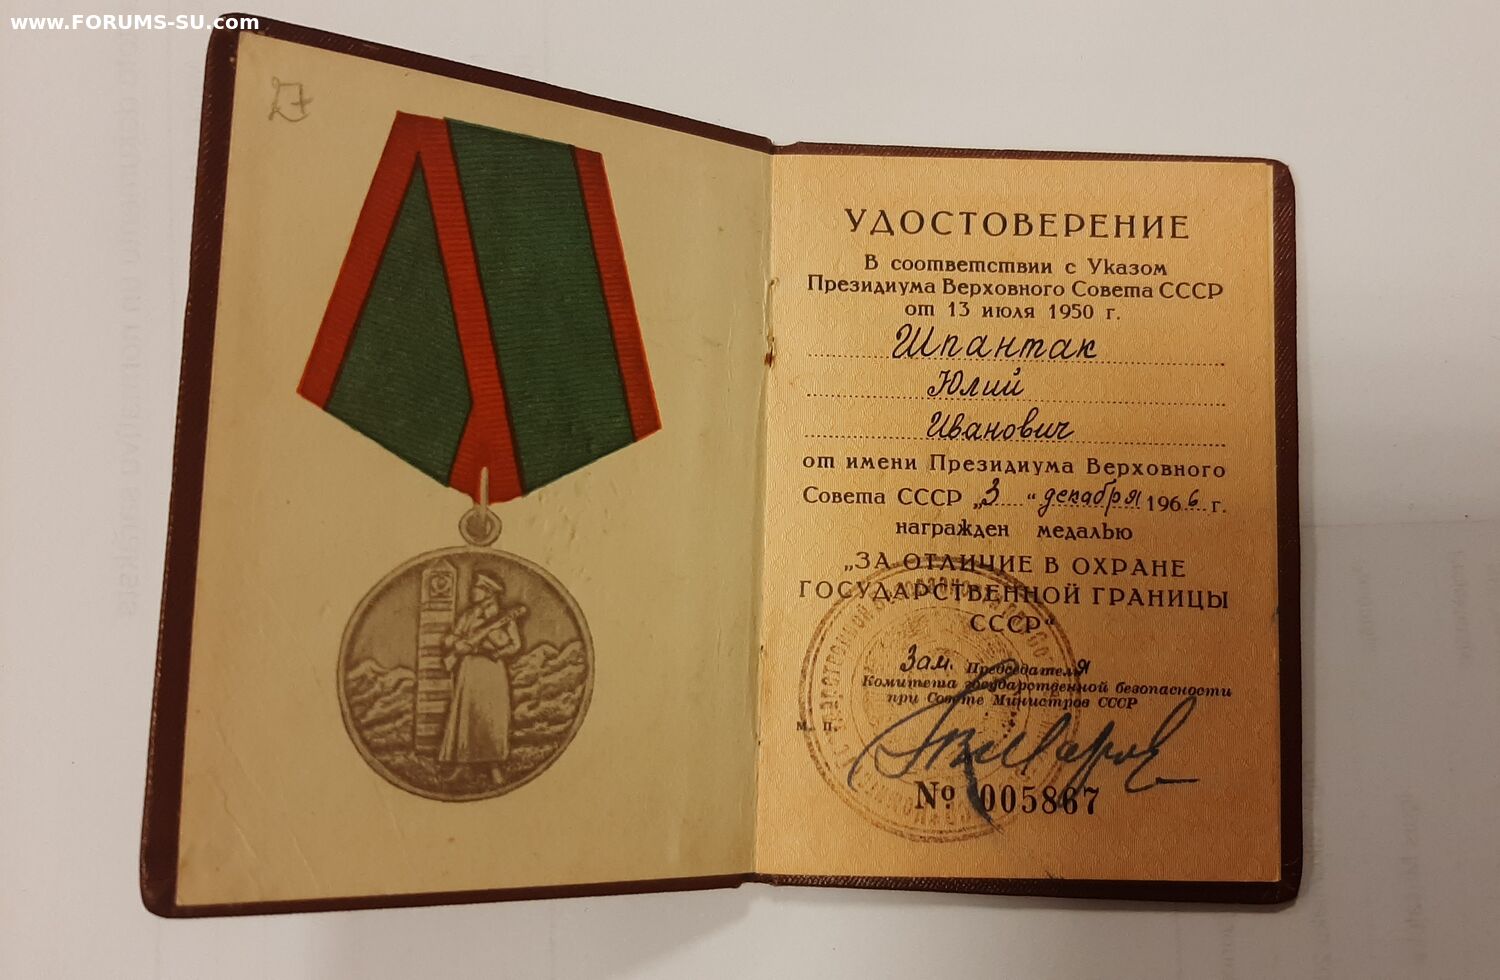 www.FORUMS-SU.com
27
УДОСТОВЕРЕНИЕ
В соответствии с Указом
Президиума Верховного Совета СССР
от 13 июля 1950 г.
Шпантак
Юлий
Иванович
от имени Президиума Верховного
Совета СССР „3“ декабря 1966 г.
награжден медалью
„ЗА ОТЛИЧИЕ В ОХРАНЕ
ГОСУДАРСТВЕННОЙ ГРАНИЦЫ
СССР“
Зам. Председателя
Комитета государственной безопасности
при Совете Министров СССР
М. П.
№ 005867